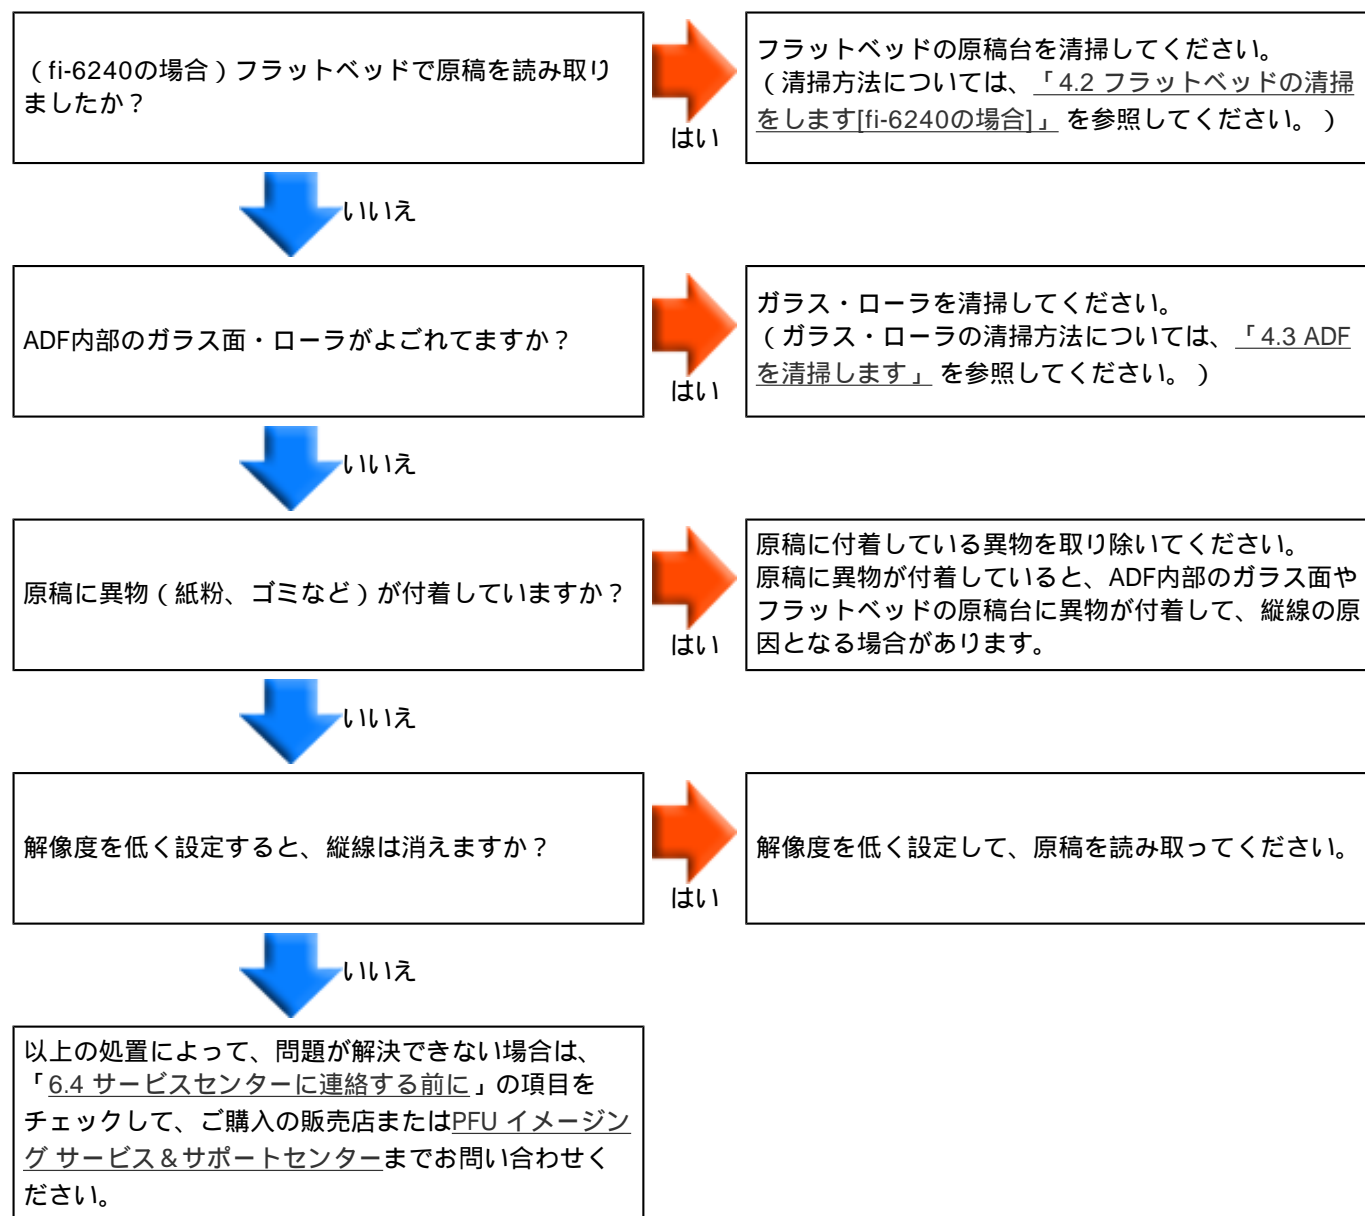 （fi-6240の場合）フラットベッドで原稿を読み取り
ましたか？
はい
フラットベッドの原稿台を清掃してください。
（清掃方法については、「4.2 フラットベッドの清掃
をします[fi-6240の場合]」 を参照してください。）
いいえ
ADF内部のガラス面・ローラがよごれてますか？
はい
ガラス・ローラを清掃してください。
（ガラス・ローラの清掃方法については、「4.3 ADF
を清掃します」 を参照してください。）
いいえ
原稿に異物（紙粉、ゴミなど）が付着していますか？
はい
原稿に付着している異物を取り除いてください。
原稿に異物が付着していると、ADF内部のガラス面や
フラットベッドの原稿台に異物が付着して、縦線の原
因となる場合があります。
いいえ
解像度を低く設定すると、縦線は消えますか？
はい
解像度を低く設定して、原稿を読み取ってください。
いいえ
以上の処置によって、問題が解決できない場合は、
「6.4 サービスセンターに連絡する前に」の項目を
チェックして、ご購入の販売店またはPFU イメージン
グ サービス＆サポートセンターまでお問い合わせく
ださい。